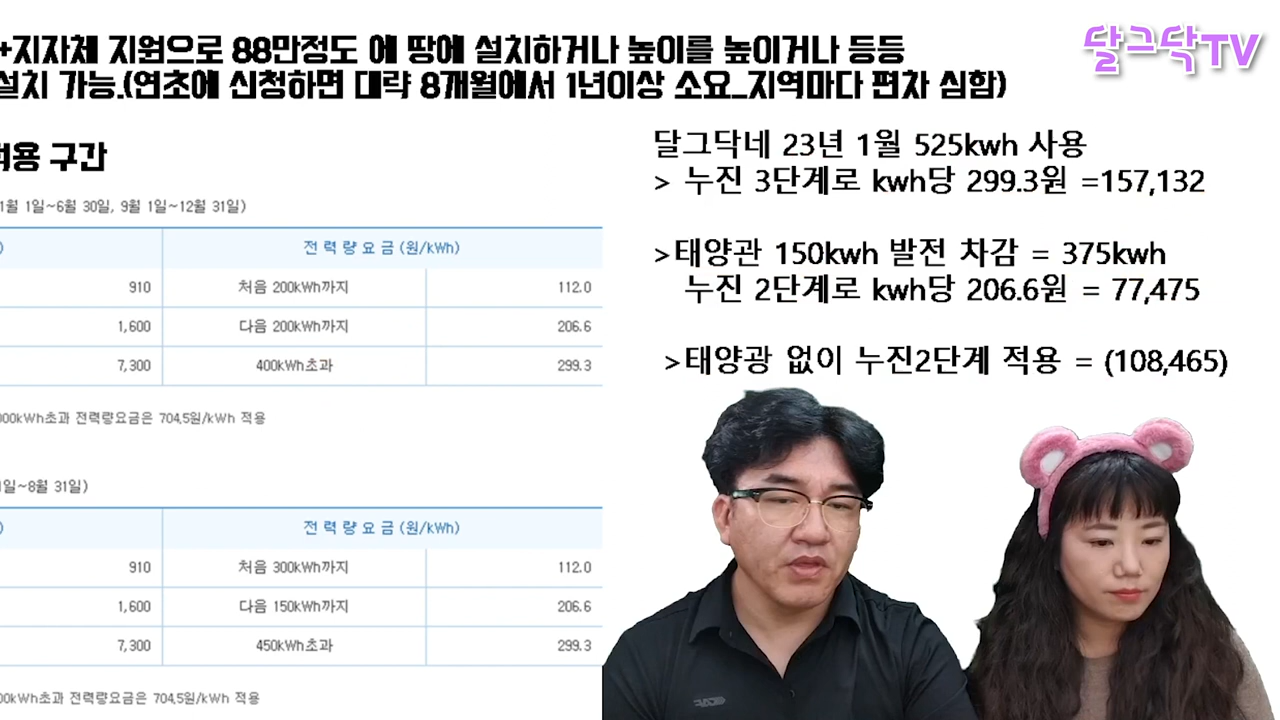 +지자체 지원으로 88만정도 에 땅에 설치하거나 높이를 높이거나 등등
설치 가능.(연초에 신청하면 대략 8개월에서 1년이상 소요_지역마다 편차 심함)
달그닥TV
적용 구간
1월 1일~6월 30일, 9월 1일~12월 31일)
) 전 력 량 요 금 (원/kWh)
910 처음 200kWh까지 112.0
1,600 다음 200kWh까지 206.6
7,300 400kWh초과 299.3
000kWh초과 전력량요금은 704.5원/kWh 적용
1일~8월 31일)
) 전 력 량 요 금 (원/kWh)
910 처음 300kWh까지 112.0
1,600 다음 150kWh까지 206.6
7,300 450kWh초과 299.3
00kWh초과 전력량요금은 704.5원/kWh 적용
달그닥네 23년 1월 525kwh 사용
> 누진 3단계로 kwh당 299.3원 =157,132
>태양관 150kwh 발전 차감 = 375kwh
누진 2단계로 kwh당 206.6원 = 77,475
>태양광 없이 누진2단계 적용 = (108,465)